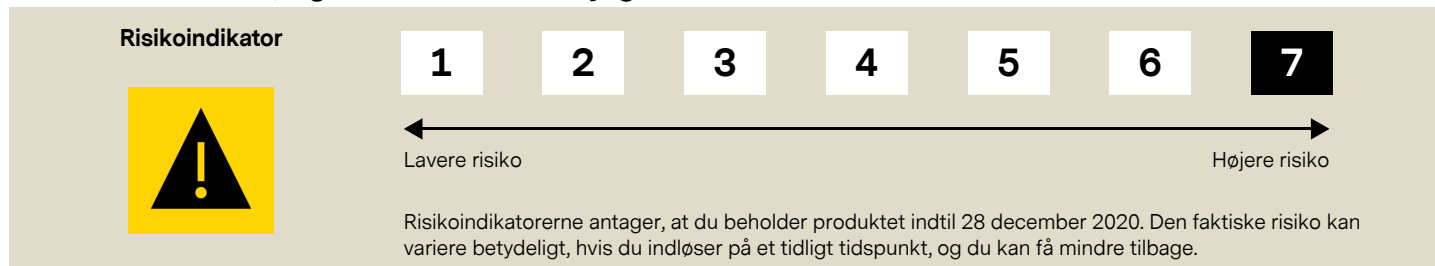 Risikoindikator
1 2 3 4 5 6 7
Lavere risiko Højere risiko
Risikoindikatorerne antager, at du beholder produktet indtil 28 december 2020. Den faktiske risiko kan
variere betydeligt, hvis du indløser på et tidligt tidspunkt, og du kan få mindre tilbage.